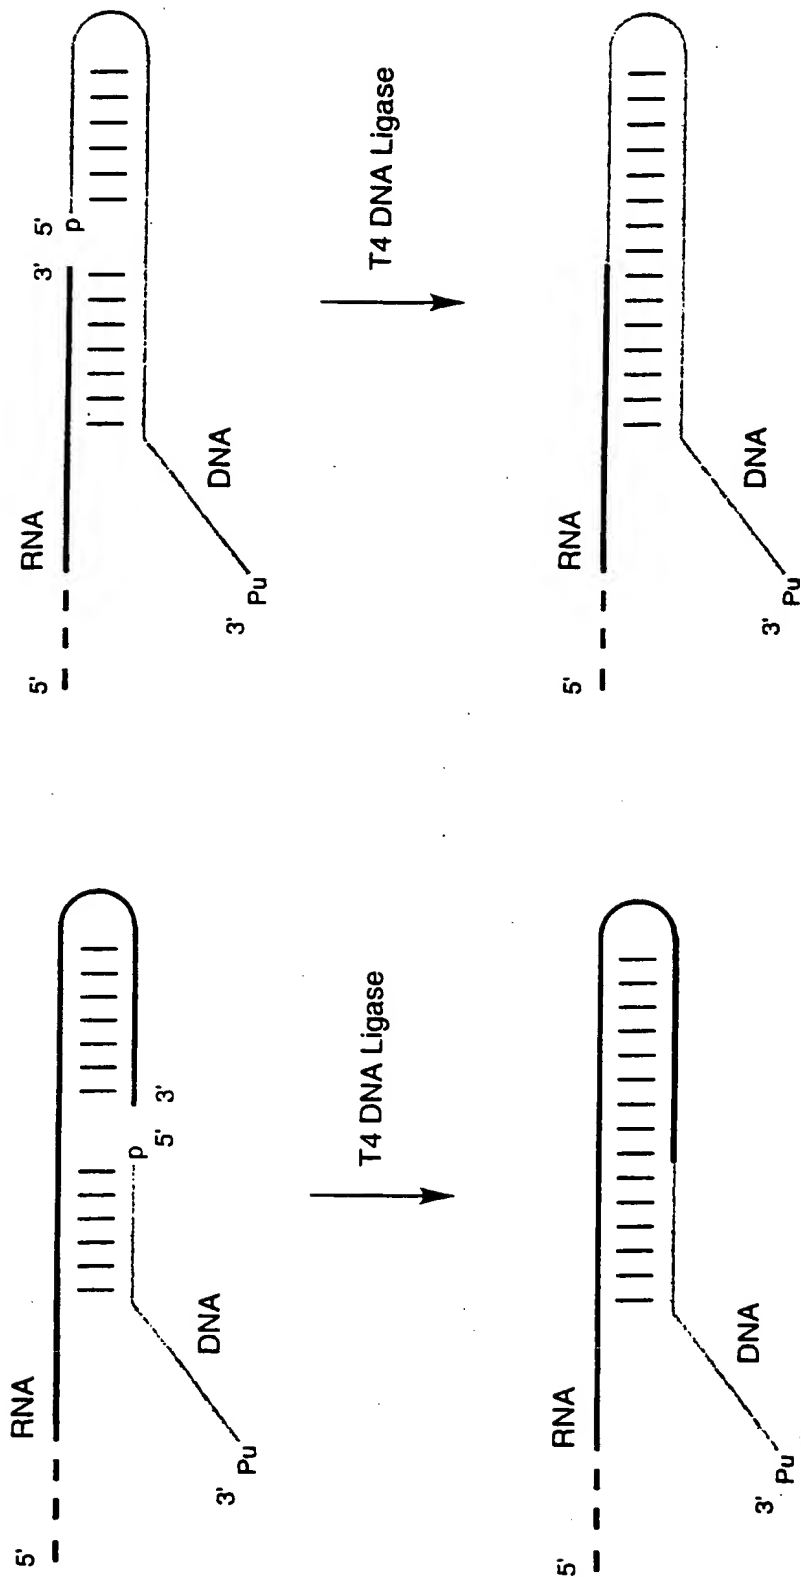 5' RNA
p
5' 3'
DNA
3' Pu
T4 DNA Ligase
5' RNA
DNA
3' Pu
5' RNA 3' 5'
p
DNA
3' Pu
T4 DNA Ligase
5' RNA
DNA
3' Pu